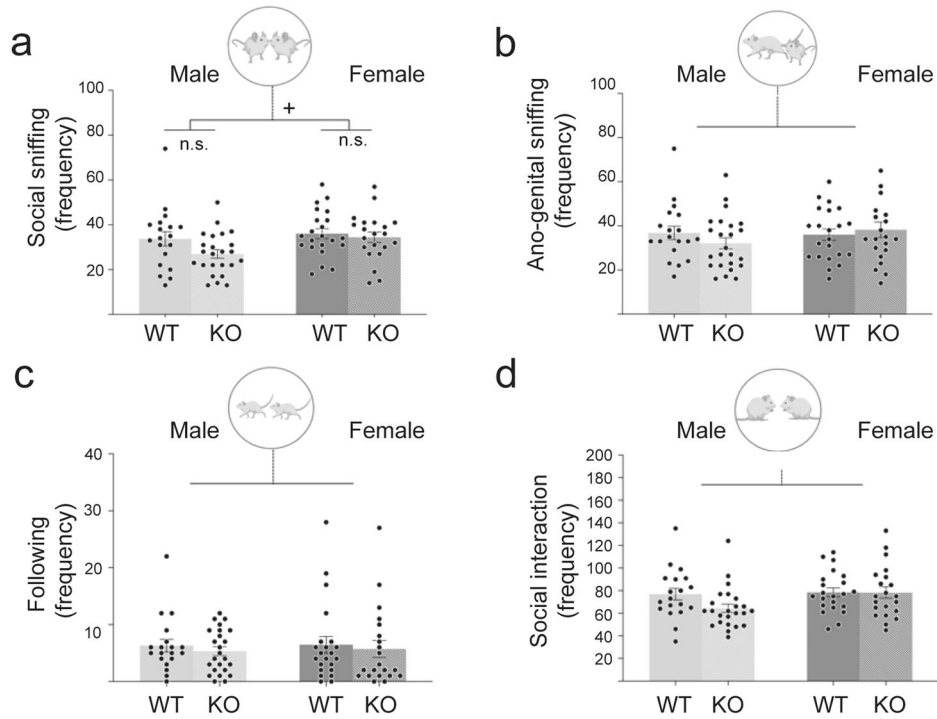 a
Male Female
Social sniffing
(frequency)
100
80
60
40
20
+
n.s. n.s.
WT KO WT KO
b
Male Female
Ano-genital sniffing
(frequency)
100
80
60
40
20
WT KO WT KO
c
Male Female
Following
(frequency)
40
30
20
10
WT KO WT KO
d
Male Female
Social interaction
(frequency)
200
180
160
140
120
100
80
60
40
20
WT KO WT KO